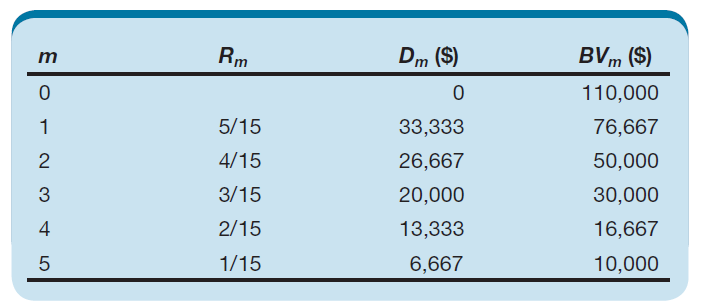 m R_m D_m ($) BV_m ($)
0 0 110,000
1 5/15 33,333 76,667
2 4/15 26,667 50,000
3 3/15 20,000 30,000
4 2/15 13,333 16,667
5 1/15 6,667 10,000